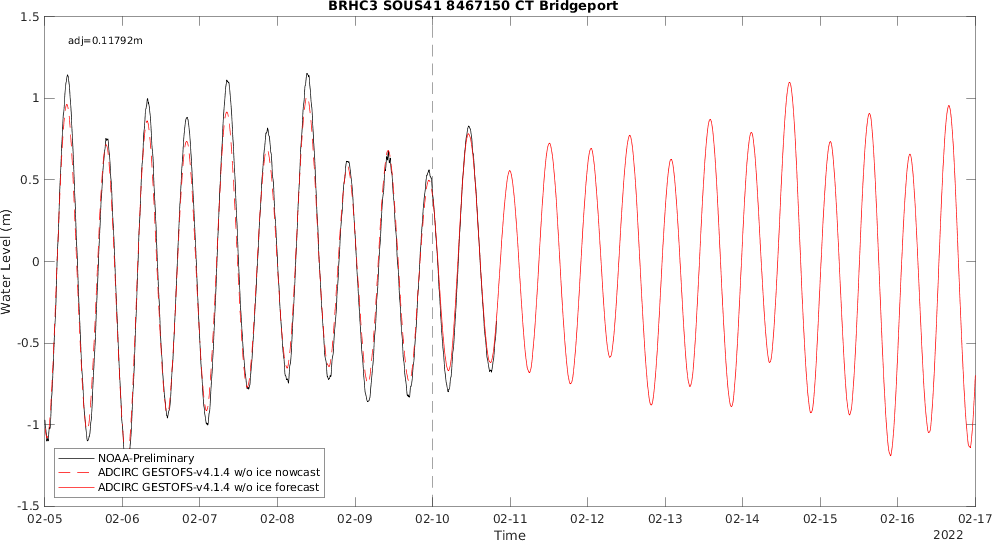 BRHC3 SOUS41 8467150 CT Bridgeport
adj=0.11792m
Water Level (m)
1.5
1
0.5
0
-0.5
-1
-1.5
NOAA-Preliminary
ADCIRC GESTOFS-v4.1.4 w/o ice nowcast
ADCIRC GESTOFS-v4.1.4 w/o ice forecast
02-05 02-06 02-07 02-08 02-09 02-10 02-11 02-12 02-13 02-14 02-15 02-16 02-17
Time
2022